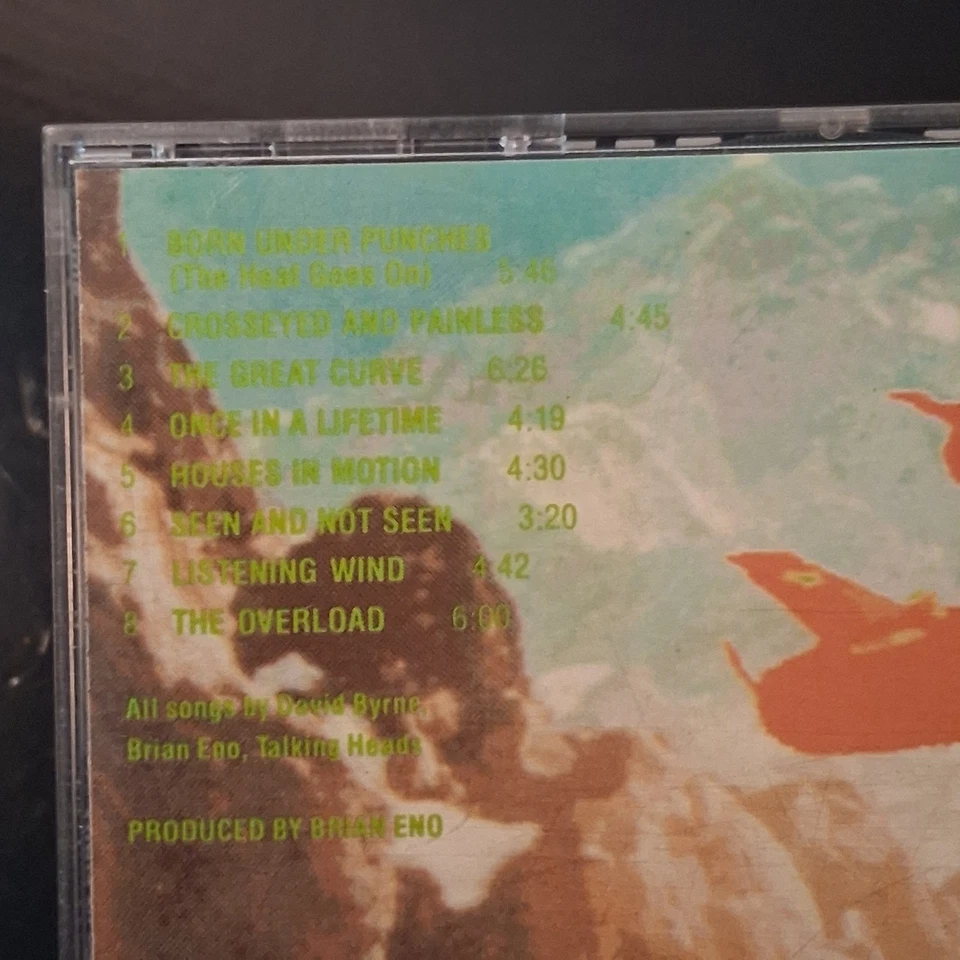 1 BORN UNDER PUNCHES
(The Heat Goes On) 5:46
2 CROSSEYED AND PAINLESS 4:45
3 THE GREAT CURVE 6:26
4 ONCE IN A LIFETIME 4:19
5 HOUSES IN MOTION 4:30
6 SEEN AND NOT SEEN 3:20
7 LISTENING WIND 4:42
8 THE OVERLOAD 6:00
All songs by David Byrne,
Brian Eno, Talking Heads
PRODUCED BY BRIAN ENO